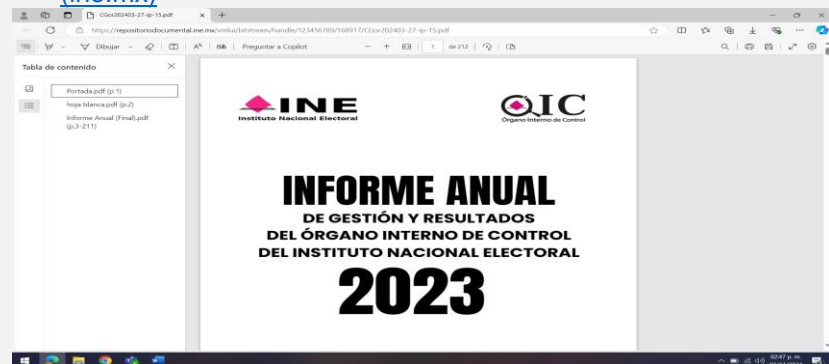 (ine.mx)
CGor202403-27-ip-15.pdf
https://repositoriodocumental.ine.mx/xmlui/bitstream/handle/123456789/168917/CGor202403-27-ip-15.pdf
Dibujar
Preguntar a Copilot
1 de 212
Tabla de contenido
Portada.pdf (p.1)
hoja blanca.pdf (p.2)
Informe Anual (Final).pdf
(p.3-211)
INE
Instituto Nacional Electoral
OIC
Órgano Interno de Control
INFORME ANUAL
DE GESTIÓN Y RESULTADOS
DEL ÓRGANO INTERNO DE CONTROL
DEL INSTITUTO NACIONAL ELECTORAL
2023
02:47 p. m.